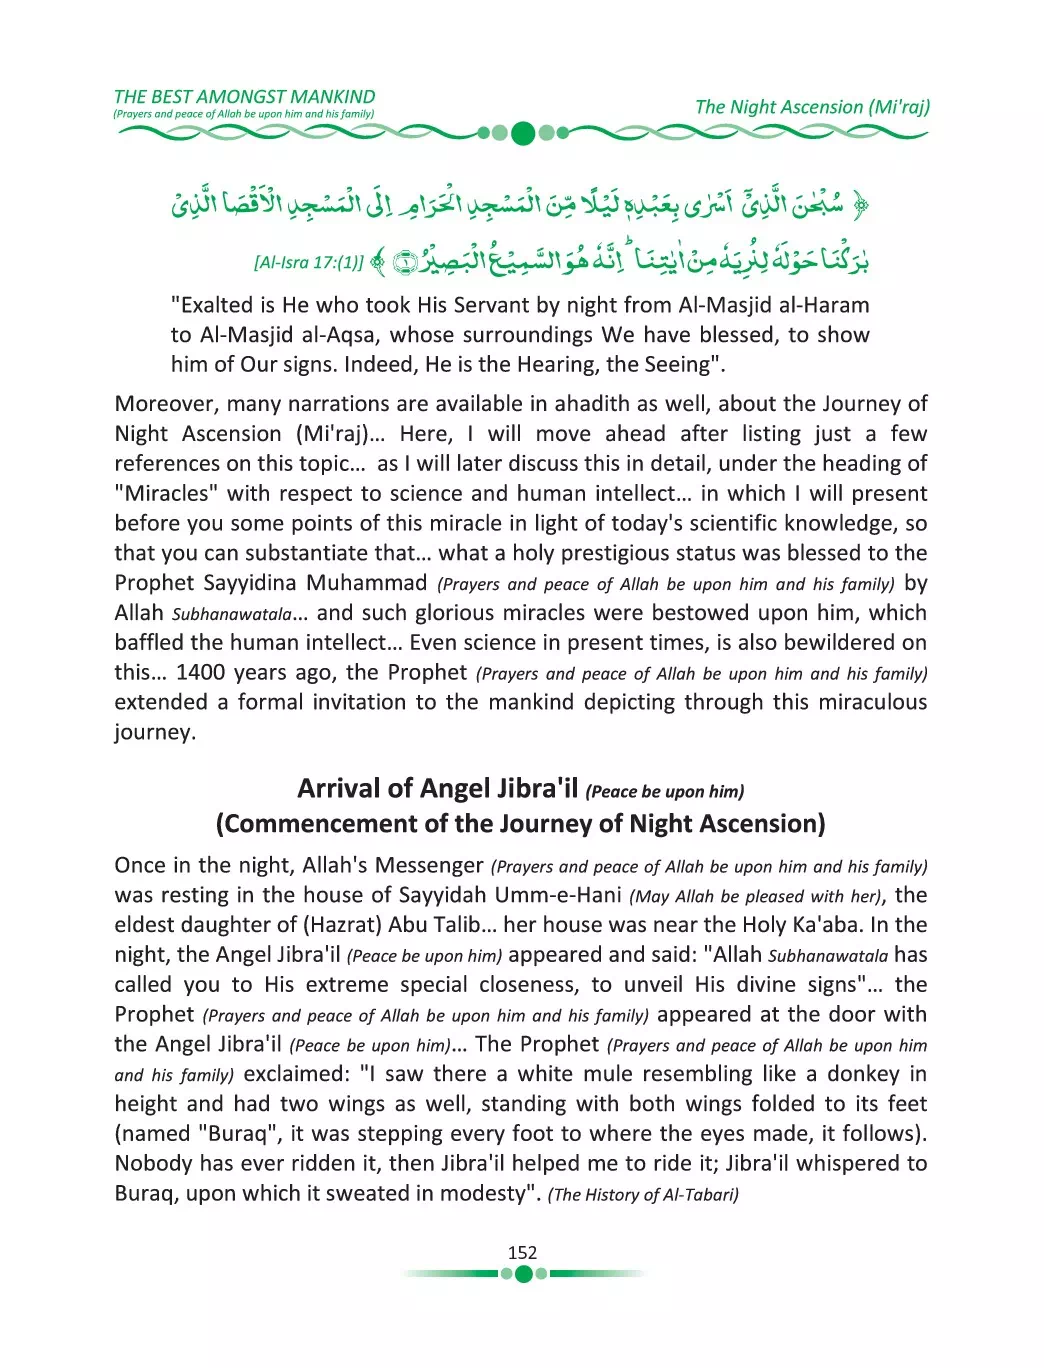 THE BEST AMONGST MANKIND
(Prayers and peace of Allah be upon him and his family)
The Night Ascension (Mi'raj)
﴿ سُبْحٰنَ الَّذِیْۤ اَسْرٰی بِعَبْدِهٖ لَیْلًا مِّنَ الْمَسْجِدِ الْحَرَامِ اِلَی الْمَسْجِدِ الْاَقْصَا الَّذِیْ
بٰرَكْنَا حَوْلَهٗ لِنُرِیَهٗ مِنْ اٰیٰتِنَا ؕ اِنَّهٗ هُوَ السَّمِیْعُ الْبَصِیْرُ ۝۱ ﴾ [Al-Isra 17:(1)]
"Exalted is He who took His Servant by night from Al-Masjid al-Haram
to Al-Masjid al-Aqsa, whose surroundings We have blessed, to show
him of Our signs. Indeed, He is the Hearing, the Seeing".
Moreover, many narrations are available in ahadith as well, about the Journey of
Night Ascension (Mi'raj)… Here, I will move ahead after listing just a few
references on this topic… as I will later discuss this in detail, under the heading of
"Miracles" with respect to science and human intellect… in which I will present
before you some points of this miracle in light of today's scientific knowledge, so
that you can substantiate that… what a holy prestigious status was blessed to the
Prophet Sayyidina Muhammad (Prayers and peace of Allah be upon him and his family) by
Allah Subhanawatala… and such glorious miracles were bestowed upon him, which
baffled the human intellect… Even science in present times, is also bewildered on
this… 1400 years ago, the Prophet (Prayers and peace of Allah be upon him and his family)
extended a formal invitation to the mankind depicting through this miraculous
journey.
Arrival of Angel Jibra'il (Peace be upon him)
(Commencement of the Journey of Night Ascension)
Once in the night, Allah's Messenger (Prayers and peace of Allah be upon him and his family)
was resting in the house of Sayyidah Umm-e-Hani (May Allah be pleased with her), the
eldest daughter of (Hazrat) Abu Talib… her house was near the Holy Ka'aba. In the
night, the Angel Jibra'il (Peace be upon him) appeared and said: "Allah Subhanawatala has
called you to His extreme special closeness, to unveil His divine signs"… the
Prophet (Prayers and peace of Allah be upon him and his family) appeared at the door with
the Angel Jibra'il (Peace be upon him)… The Prophet (Prayers and peace of Allah be upon him
and his family) exclaimed: "I saw there a white mule resembling like a donkey in
height and had two wings as well, standing with both wings folded to its feet
(named "Buraq", it was stepping every foot to where the eyes made, it follows).
Nobody has ever ridden it, then Jibra'il helped me to ride it; Jibra'il whispered to
Buraq, upon which it sweated in modesty". (The History of Al-Tabari)
152